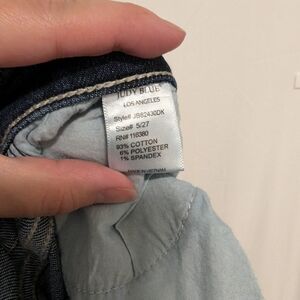 JUDY BLUE
LOS ANGELES
Style# JB82430DK
Size# 5/27
RN# 116380
93% COTTON
6% POLYESTER
1% SPANDEX
MADE IN VIETNAM